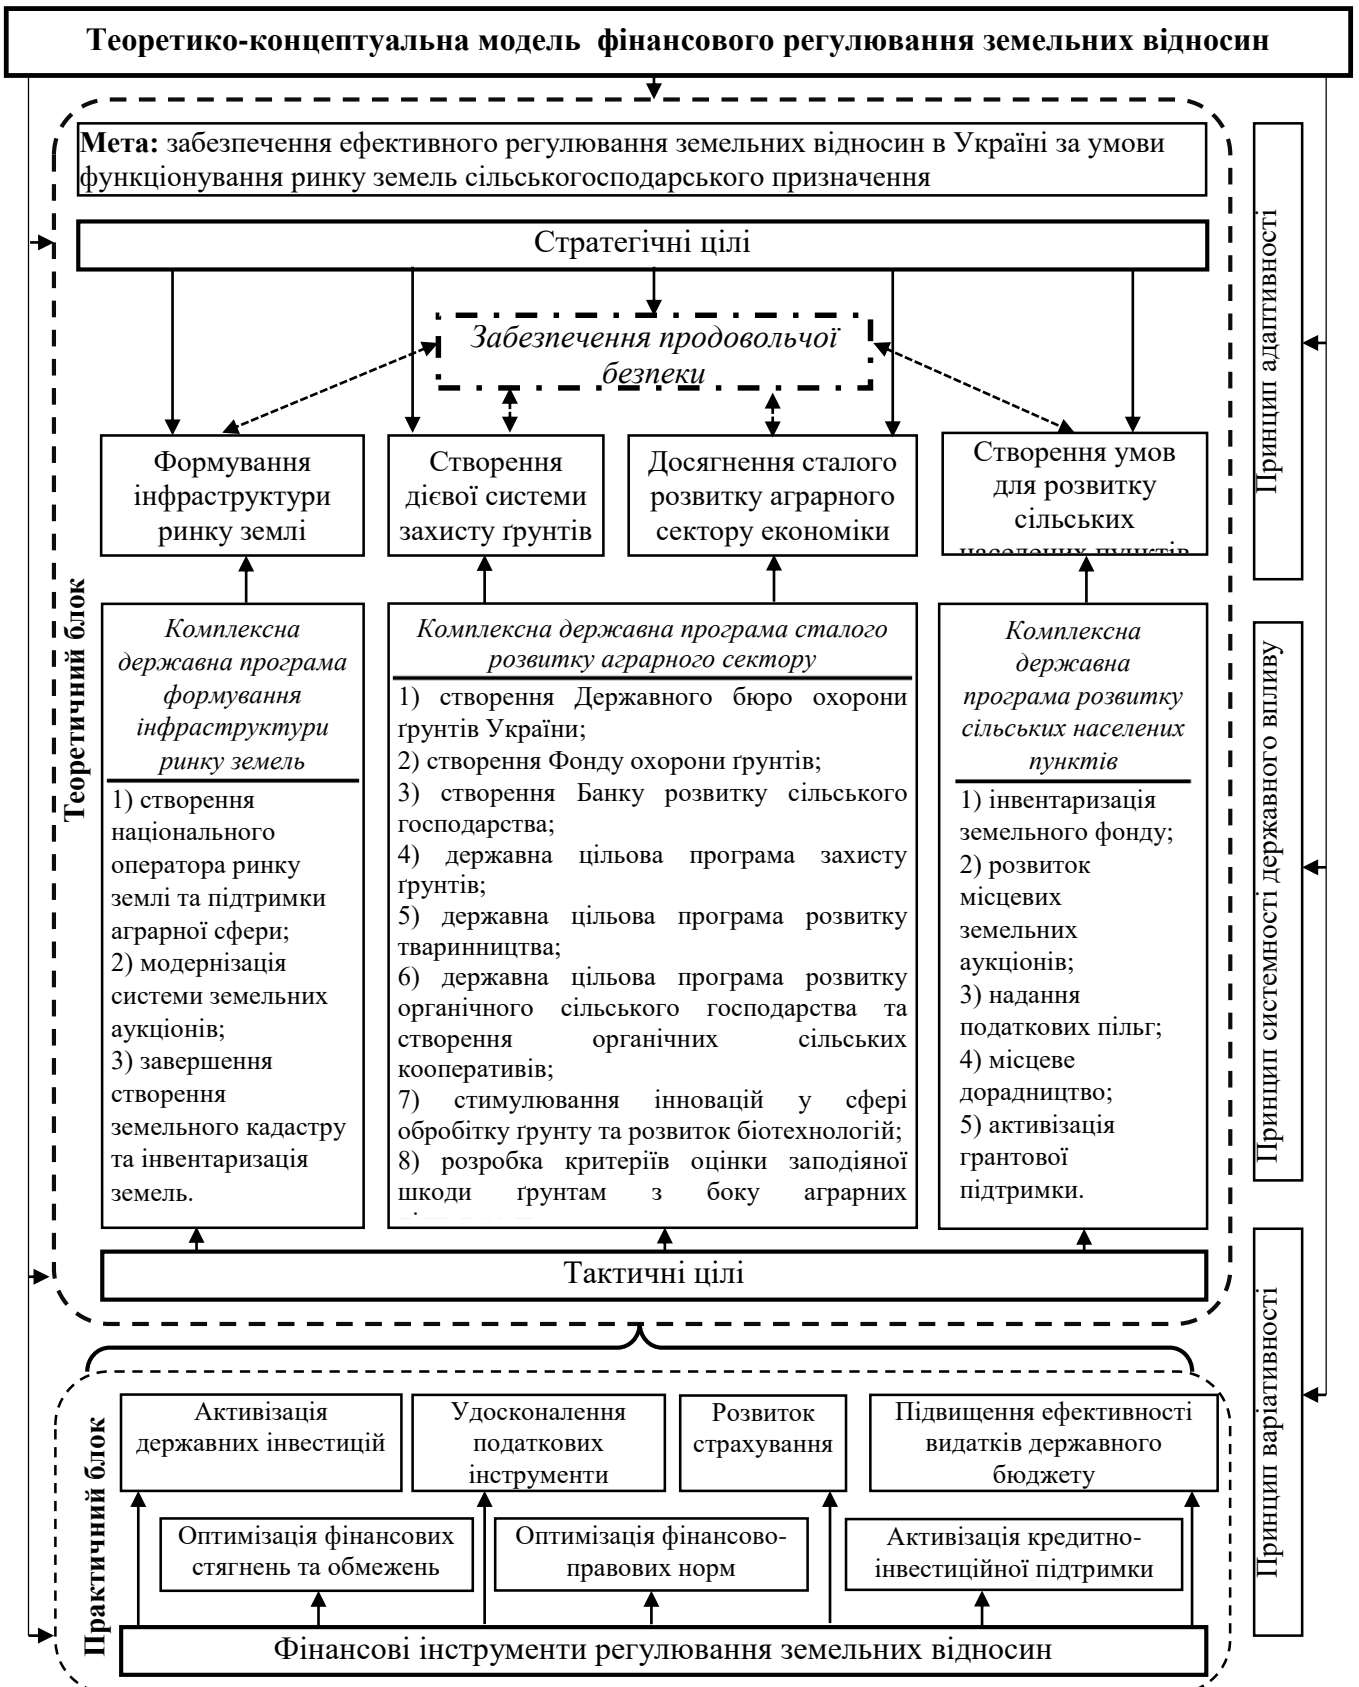 Теоретико-концептуальна модель фінансового регулювання земельних відносин
Мета: забезпечення ефективного регулювання земельних відносин в Україні за умови
функціонування ринку земель сільськогосподарського призначення
Стратегічні цілі
Забезпечення продовольчої
безпеки
Формування
інфраструктури
ринку землі
Створення
дієвої системи
захисту ґрунтів
Досягнення сталого
розвитку аграрного
сектору економіки
Створення умов
для розвитку
сільських
населених пунктів
Теоретичний блок
Комплексна
державна програма
формування
інфраструктури
ринку земель
1) створення
національного
оператора ринку
землі та підтримки
аграрної сфери;
2) модернізація
системи земельних
аукціонів;
3) завершення
створення
земельного кадастру
та інвентаризація
земель.
Комплексна державна програма сталого
розвитку аграрного сектору
1) створення Державного бюро охорони
ґрунтів України;
2) створення Фонду охорони ґрунтів;
3) створення Банку розвитку сільського
господарства;
4) державна цільова програма захисту
ґрунтів;
5) державна цільова програма розвитку
тваринництва;
6) державна цільова програма розвитку
органічного сільського господарства та
створення органічних сільських
кооперативів;
7) стимулювання інновацій у сфері
обробітку ґрунту та розвиток біотехнологій;
8) розробка критеріїв оцінки заподіяної
шкоди ґрунтам з боку аграрних
Комплексна
державна
програма розвитку
сільських населених
пунктів
1) інвентаризація
земельного фонду;
2) розвиток
місцевих
земельних
аукціонів;
3) надання
податкових пільг;
4) місцеве
дорадництво;
5) активізація
грантової
підтримки.
Тактичні цілі
Принцип адаптивності
Принцип системності державного впливу
Принцип варіативності
Практичний блок
Активізація
державних інвестицій
Удосконалення
податкових
інструменти
Розвиток
страхування
Підвищення ефективності
видатків державного
бюджету
Оптимізація фінансових
стягнень та обмежень
Оптимізація фінансово-
правових норм
Активізація кредитно-
інвестиційної підтримки
Фінансові інструменти регулювання земельних відносин